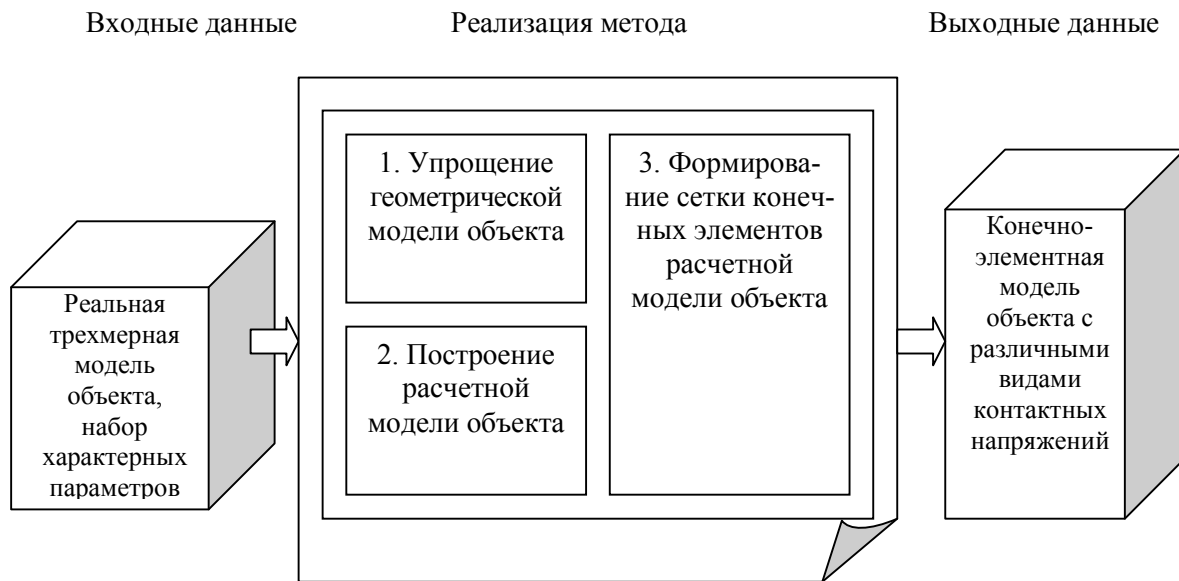 Входные данные
Реализация метода
Выходные данные
Реальная
трехмерная
модель
объекта,
набор
характерных
параметров
1. Упрощение
геометрической
модели объекта
2. Построение
расчетной
модели объекта
3. Формирова-
ние сетки конеч-
ных элементов
расчетной
модели объекта
Конечно-
элементная
модель
объекта с
различными
видами
контактных
напряжений